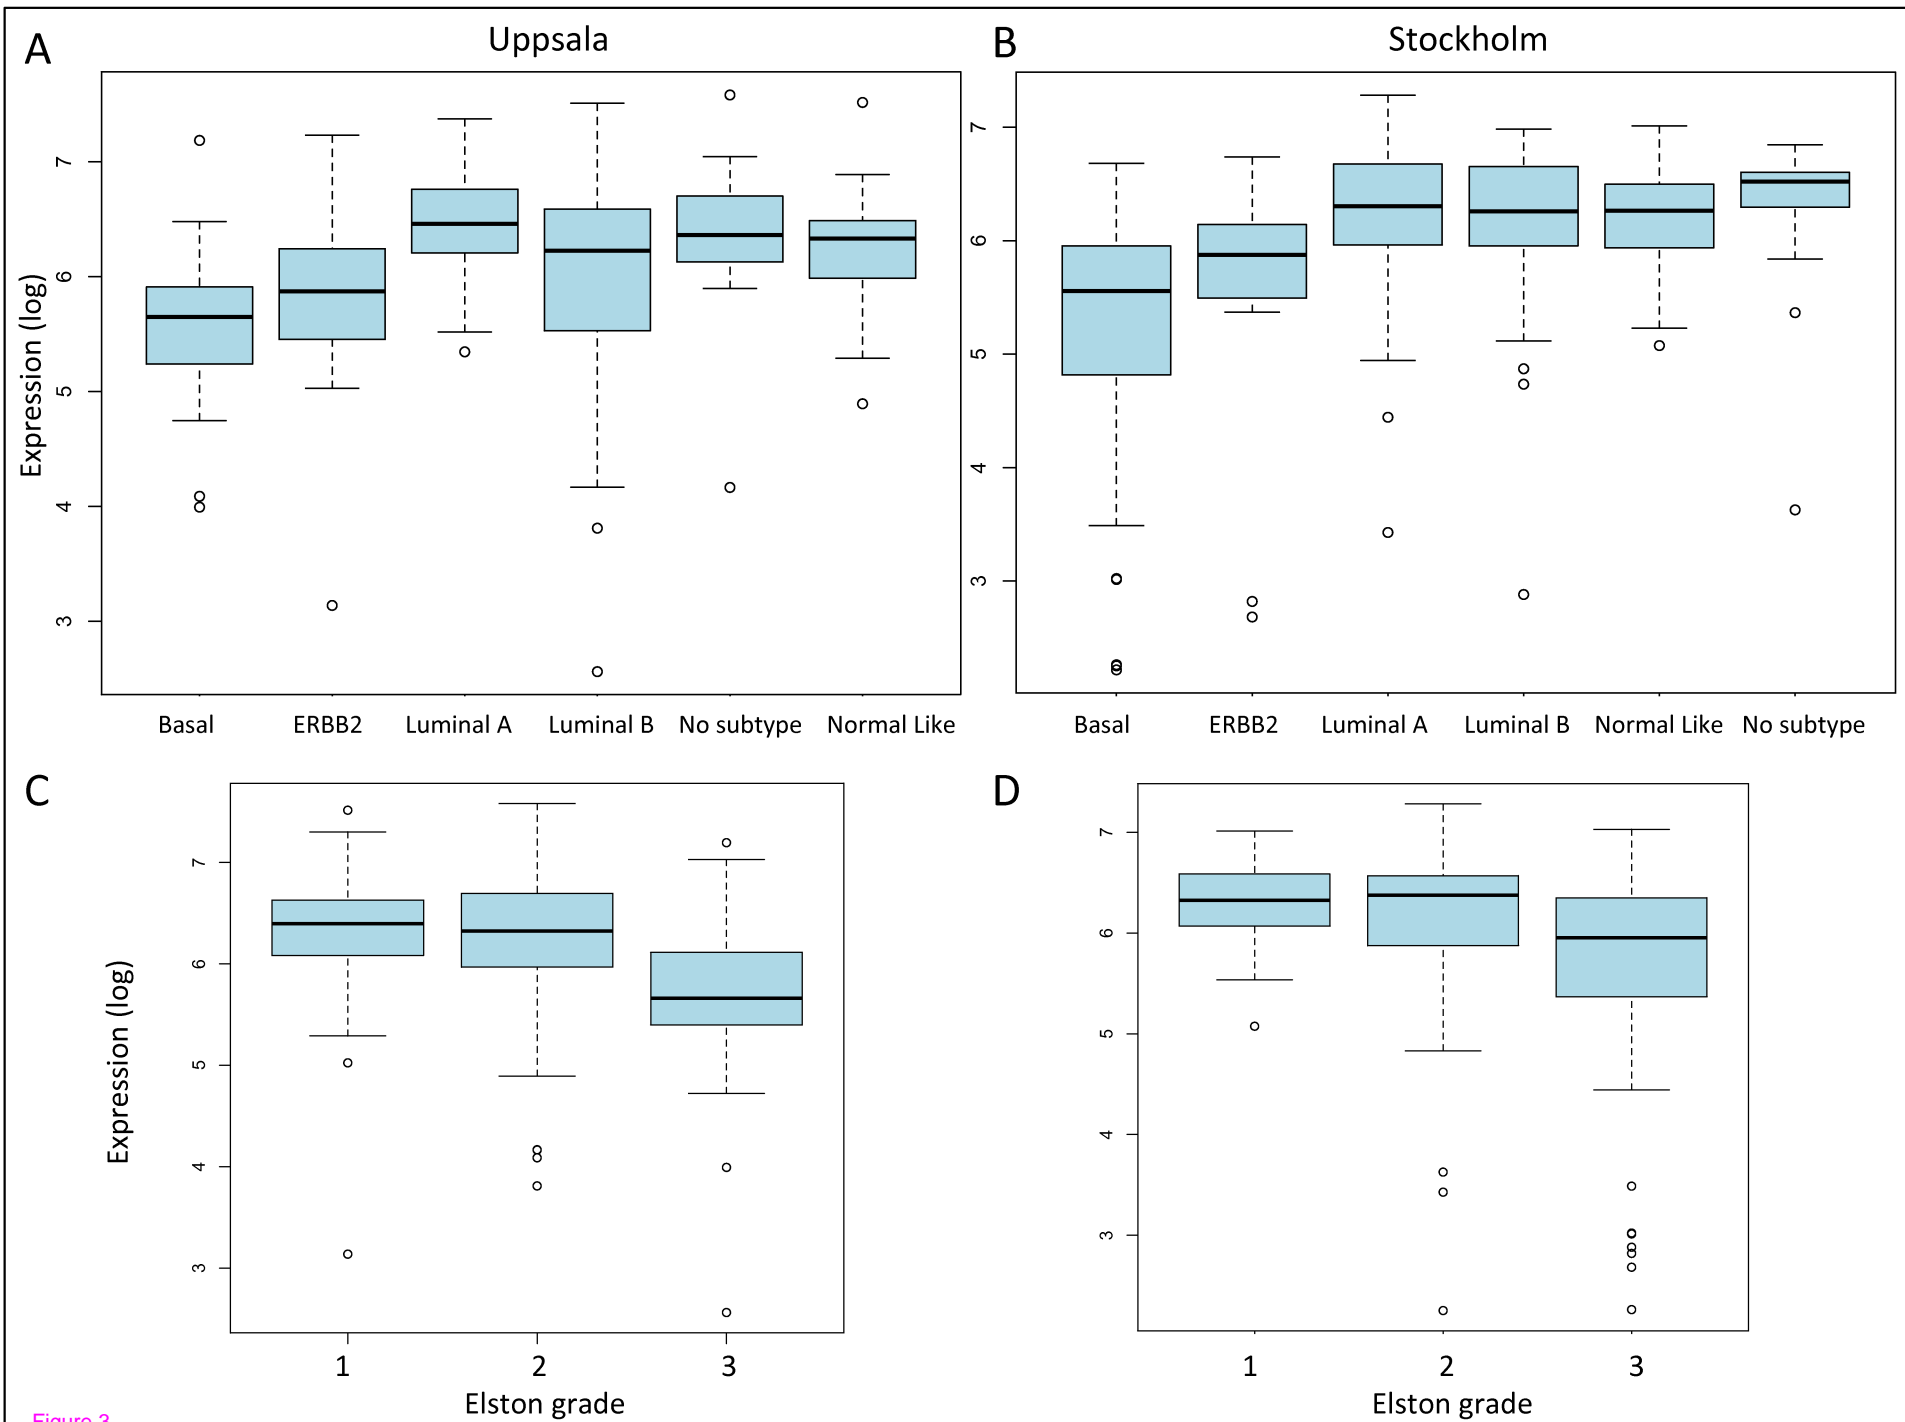 A Uppsala
B Stockholm
Expression (log)
7
6
5
4
3
7
6
5
4
3
Basal ERBB2 Luminal A Luminal B No subtype Normal Like
Basal ERBB2 Luminal A Luminal B Normal Like No subtype
C
D
Expression (log)
7
6
5
4
3
7
6
5
4
3
1 2 3
Elston grade
1 2 3
Elston grade
Figure 3